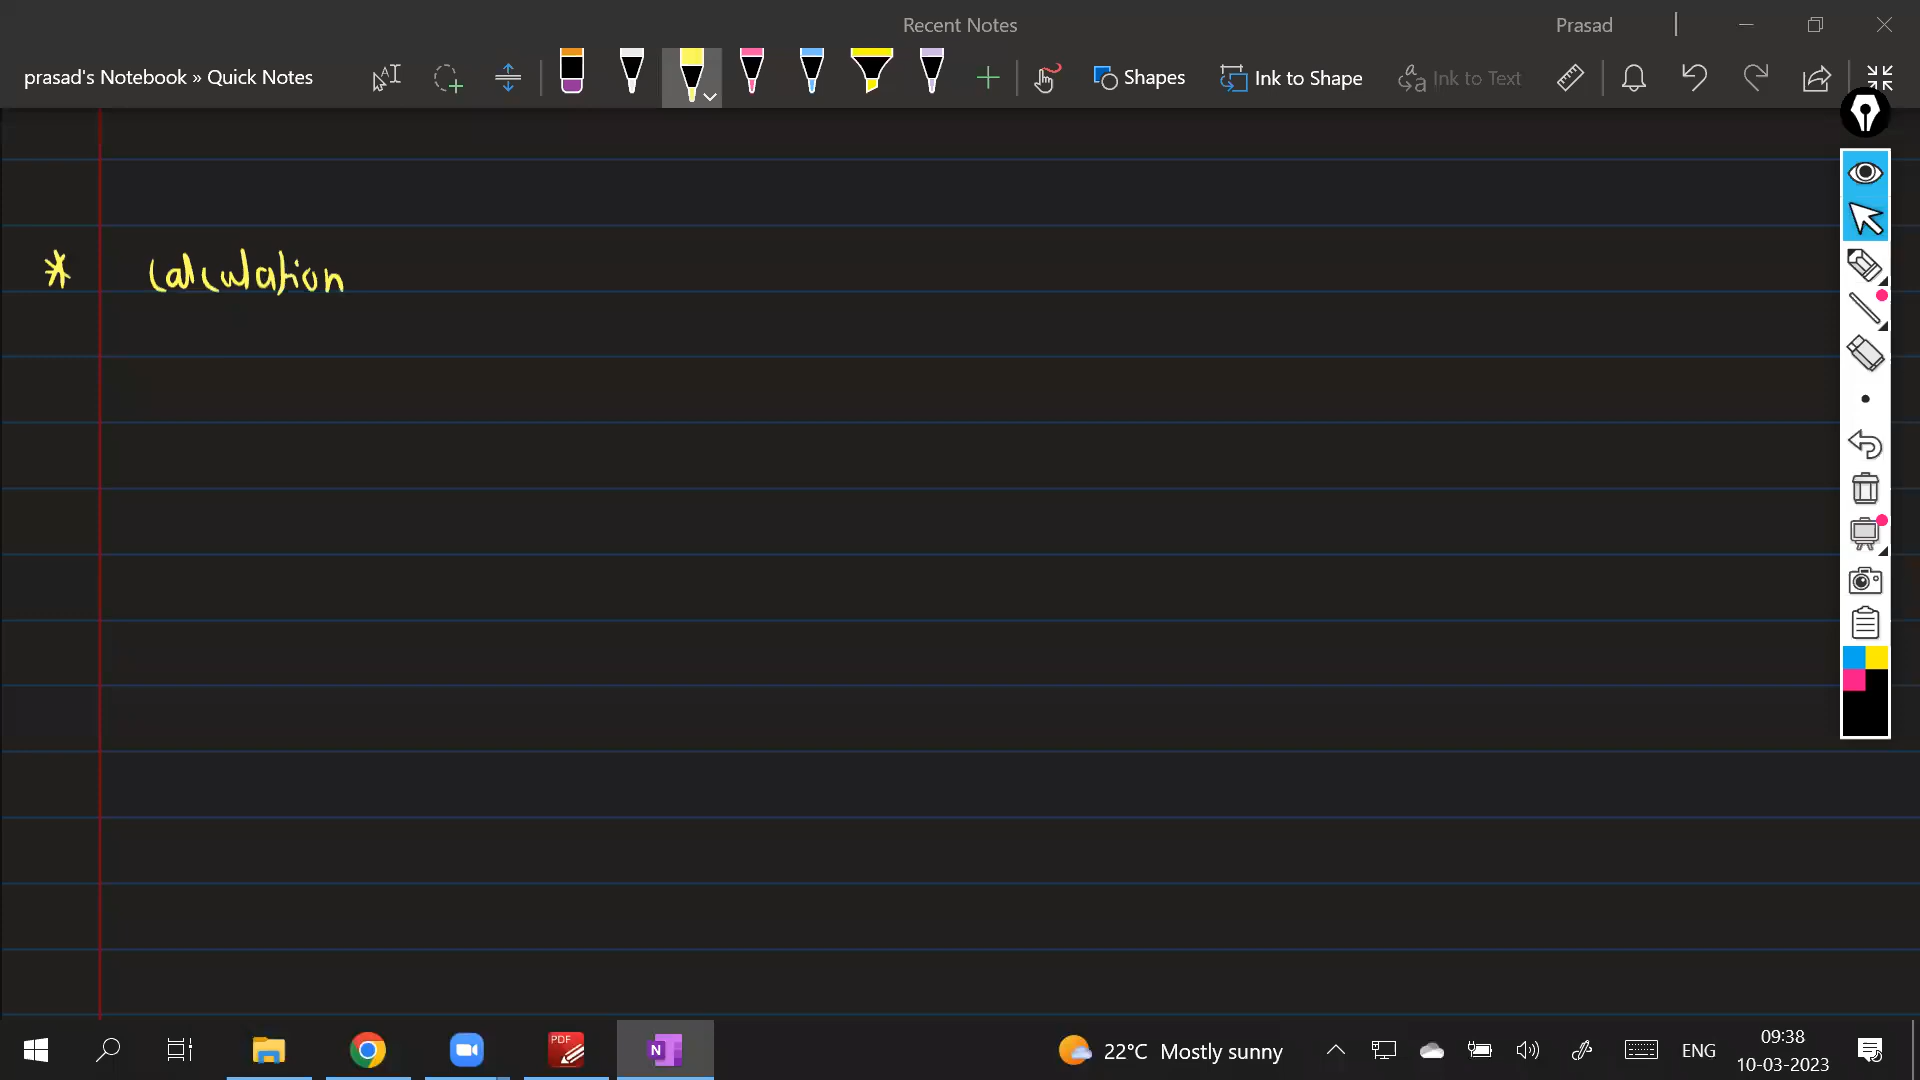 Recent Notes
Prasad
prasad's Notebook » Quick Notes
Shapes
Ink to Shape
Ink to Text
* Calculation
PDF
N
22°C Mostly sunny
ENG
09:38
10-03-2023